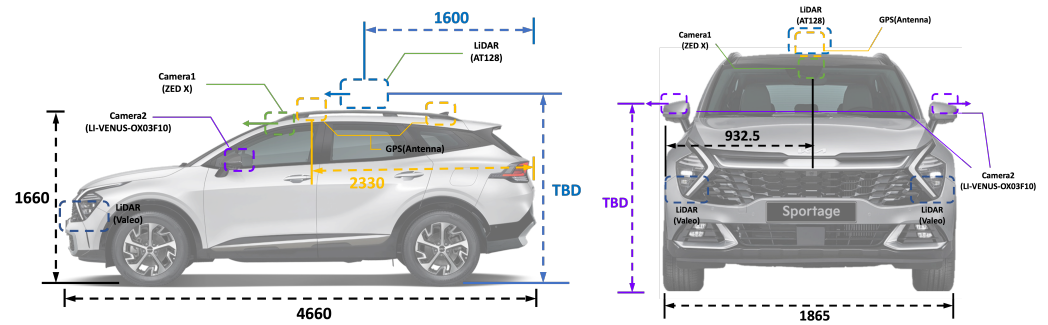 1600
LiDAR
(AT128)
Camera1
(ZED X)
Camera2
(LI-VENUS-OX03F10)
GPS(Antenna)
2330
TBD
1660
LiDAR
(Valeo)
4660
LiDAR
(AT128)
GPS(Antenna)
Camera1
(ZED X)
932.5
TBD
Camera2
(LI-VENUS-OX03F10)
LiDAR
(Valeo)
LiDAR
(Valeo)
Sportage
1865